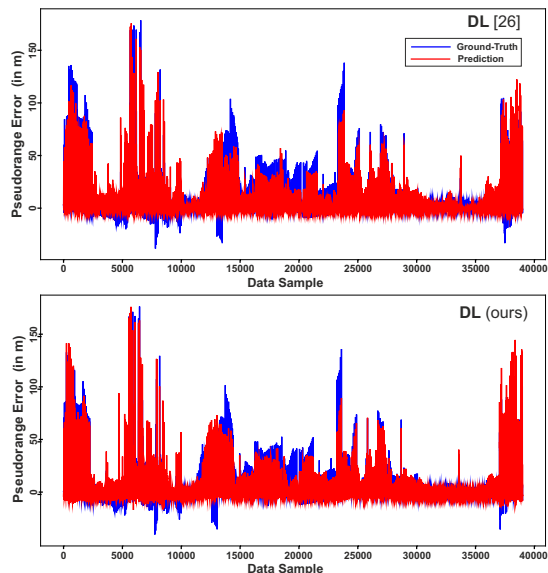 DL [26]
Ground-Truth
Prediction
Pseudorange Error (in m)
150
100
50
0
0 5000 10000 15000 20000 25000 30000 35000 40000
Data Sample
DL (ours)
Pseudorange Error (in m)
150
100
50
0
0 5000 10000 15000 20000 25000 30000 35000 40000
Data Sample